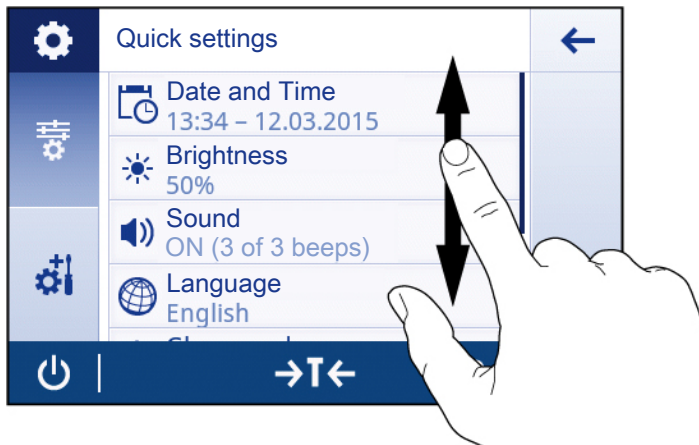 Quick settings
Date and Time
13:34 – 12.03.2015
Brightness
50%
Sound
ON (3 of 3 beeps)
Language
English
→T←